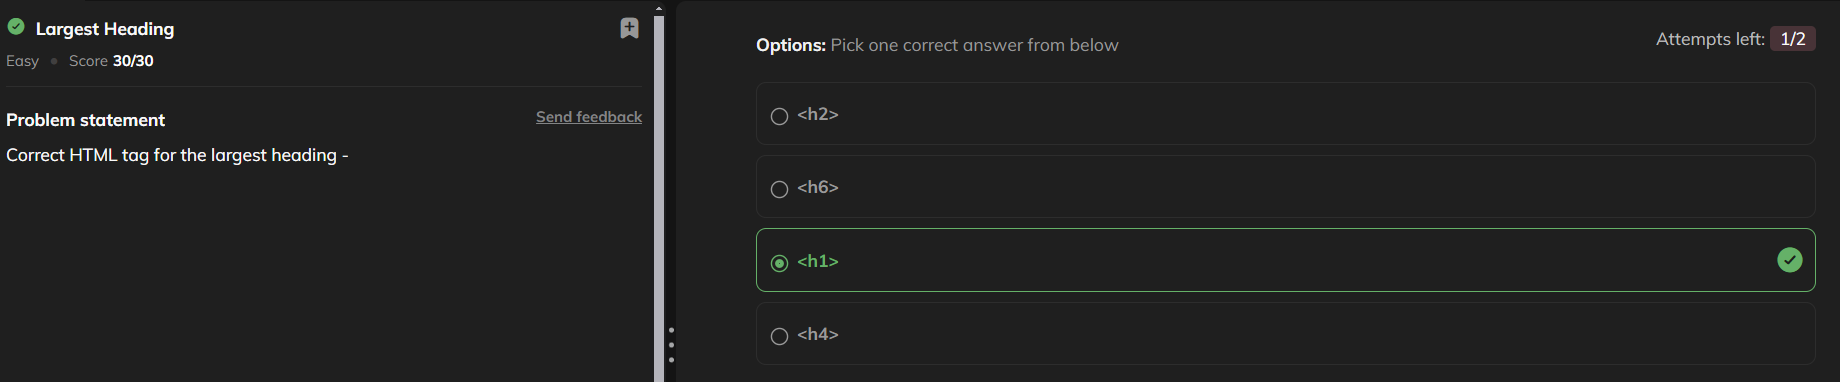 Largest Heading
Easy • Score 30/30
Problem statement
Send feedback
Correct HTML tag for the largest heading -
Options: Pick one correct answer from below
Attempts left: 1/2
<h2>
<h6>
<h1>
<h4>